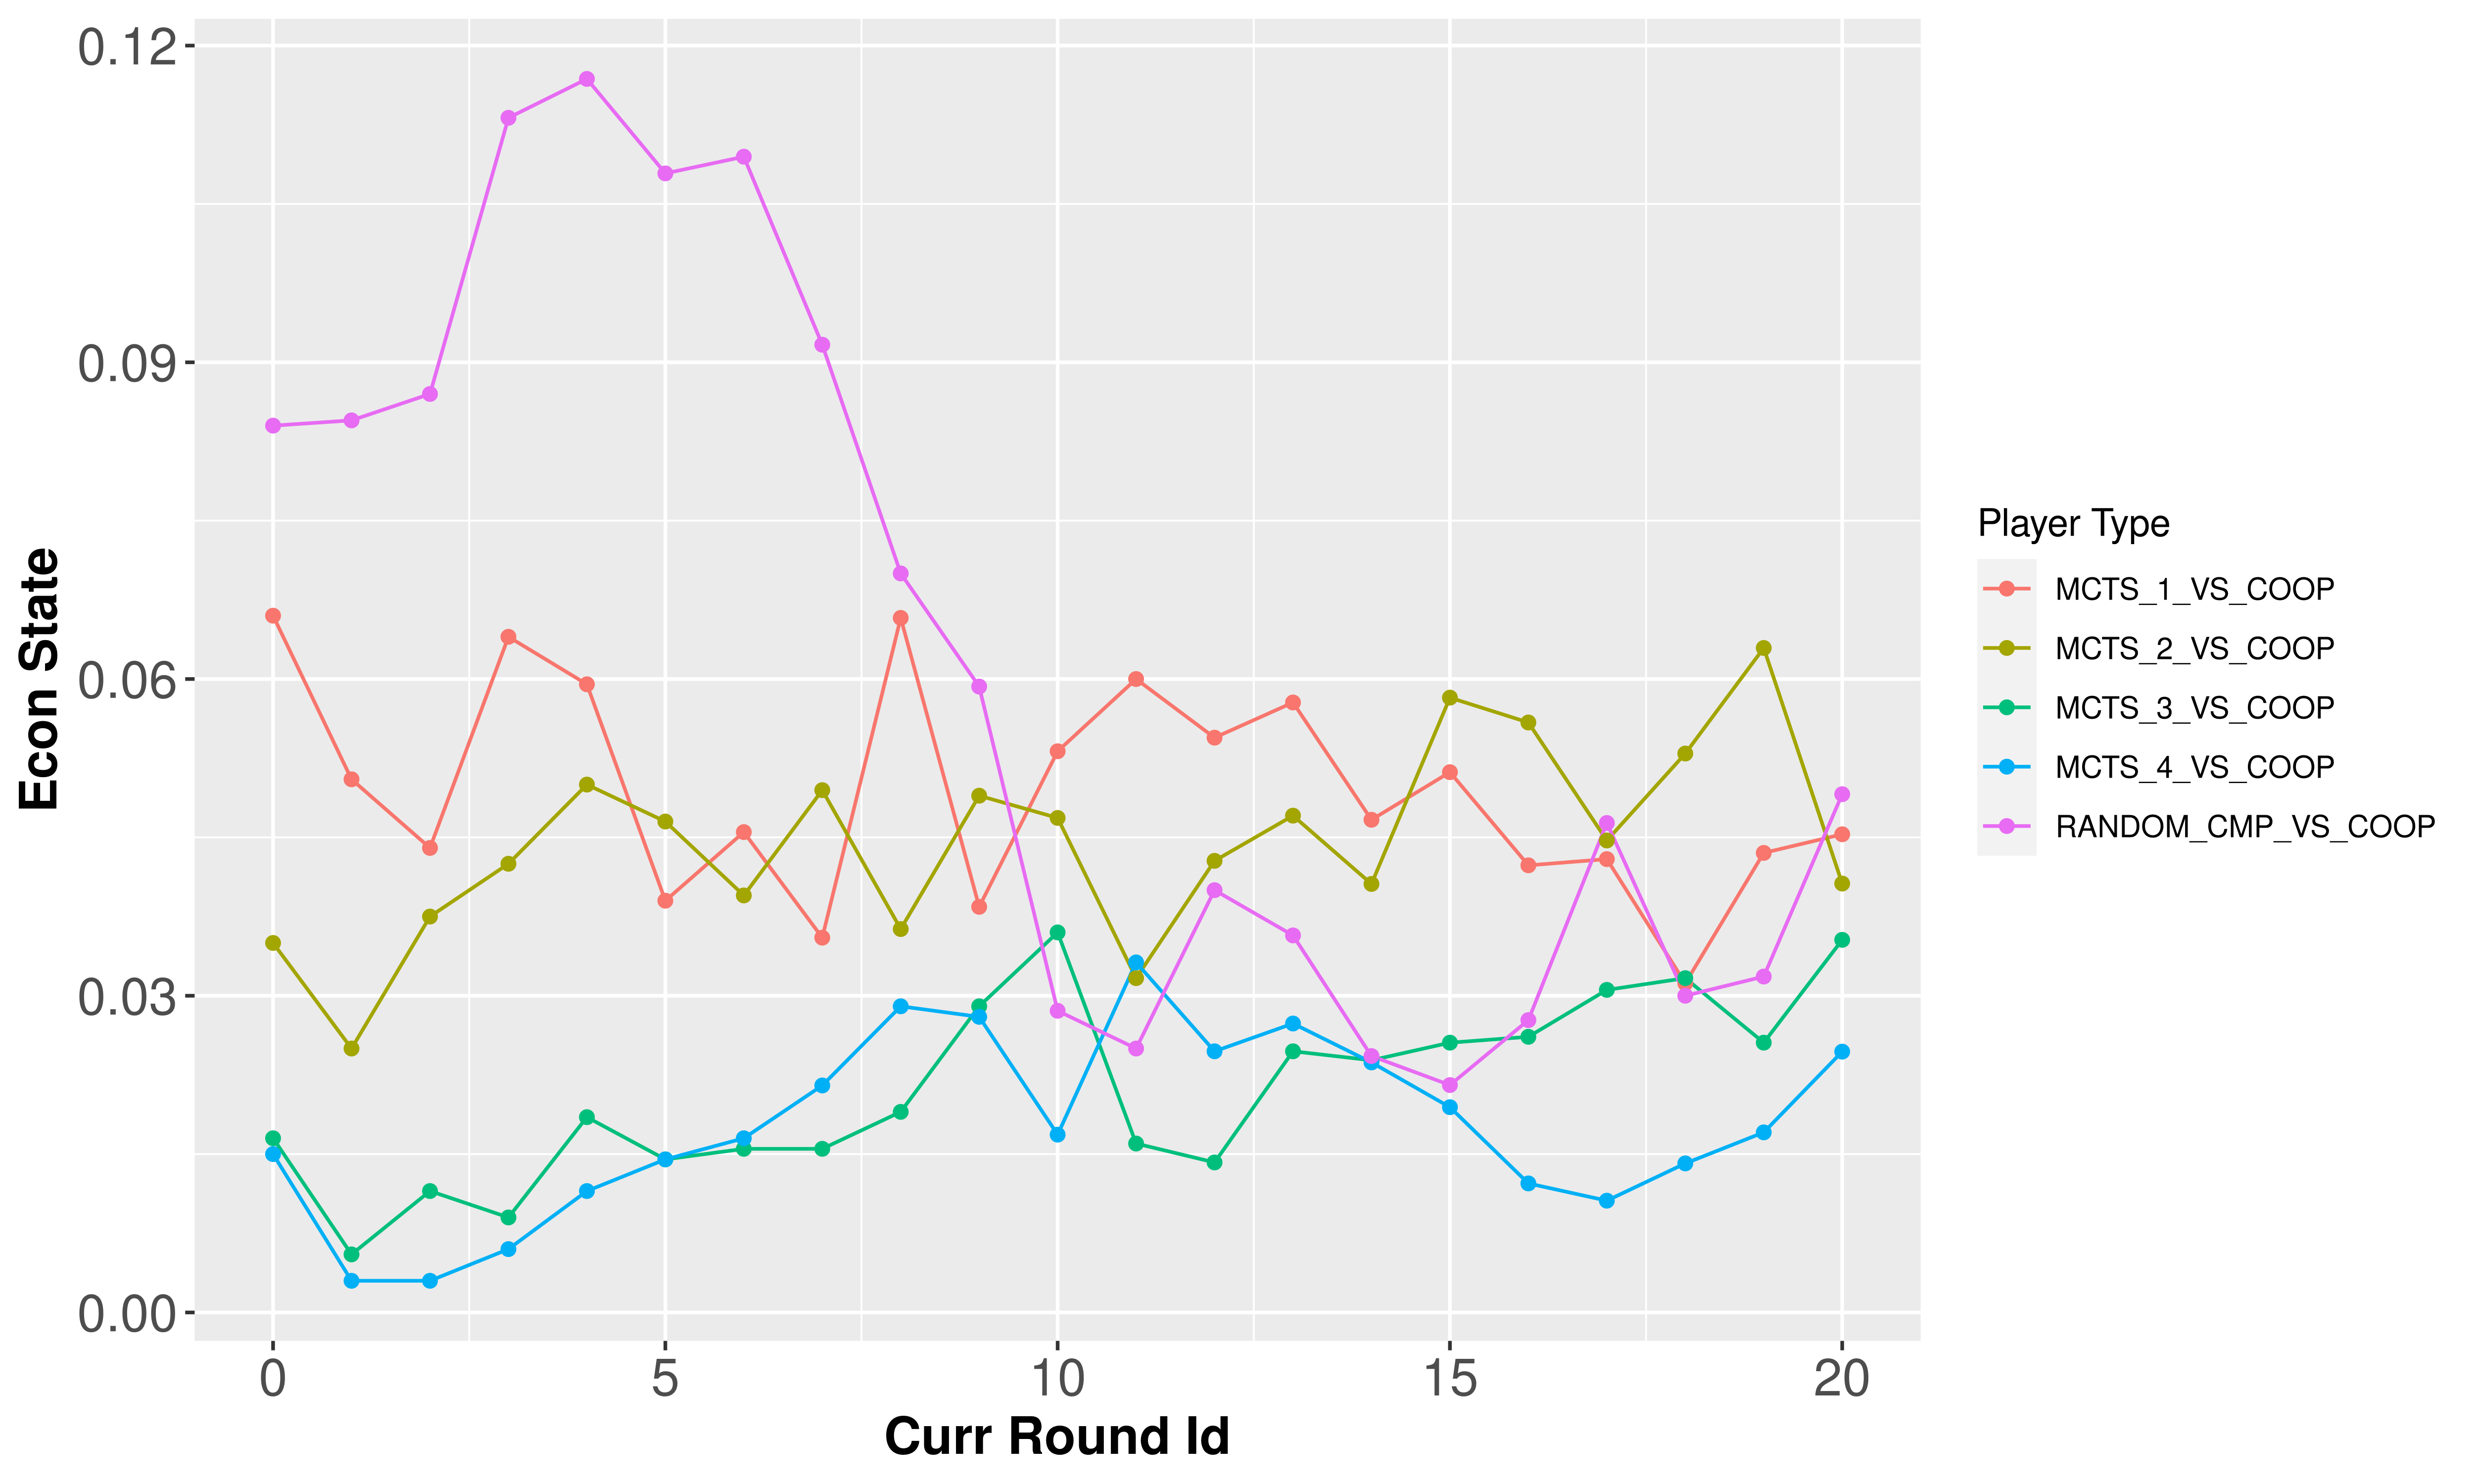 0.12
0.09
0.06
0.03
0.00
Econ State
0
5
10
15
20
Curr Round Id
Player Type
MCTS_1_VS_COOP
MCTS_2_VS_COOP
MCTS_3_VS_COOP
MCTS_4_VS_COOP
RANDOM_CMP_VS_COOP